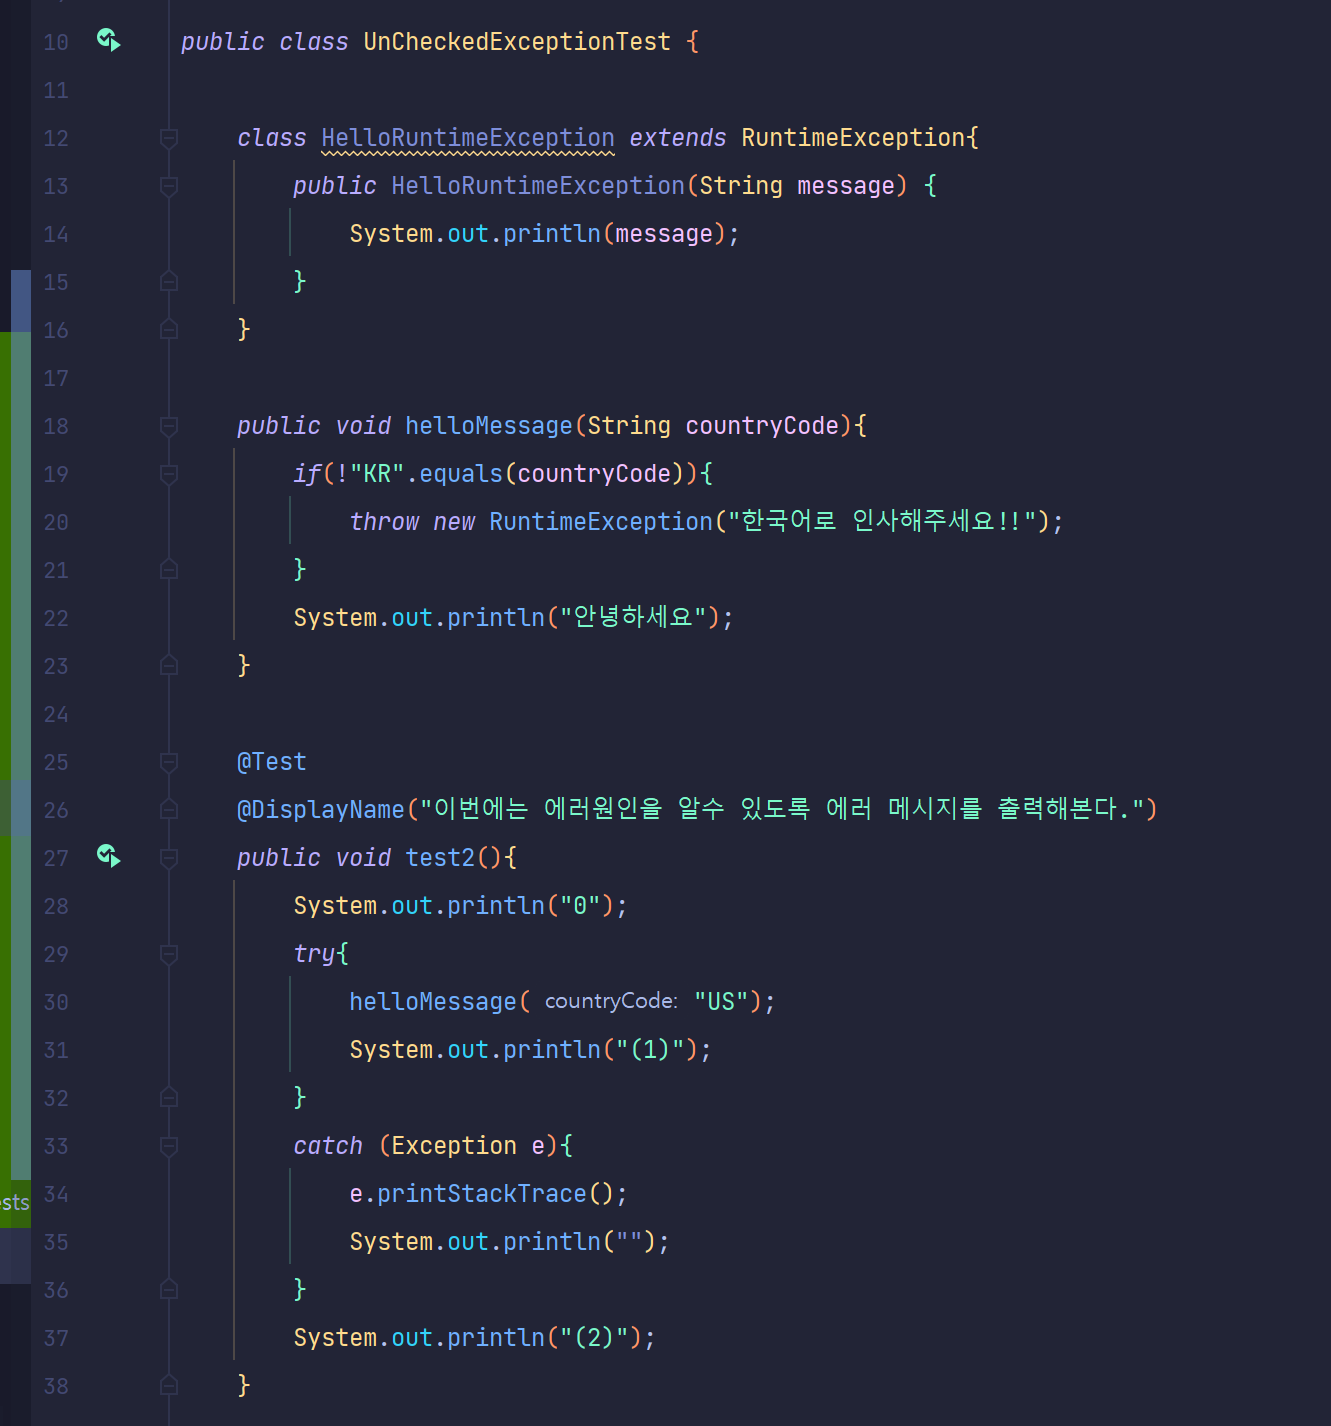 10 public class UnCheckedExceptionTest {
11
12 class HelloRuntimeException extends RuntimeException{
13 public HelloRuntimeException(String message) {
14 System.out.println(message);
15 }
16 }
17
18 public void helloMessage(String countryCode){
19 if(!"KR".equals(countryCode)){
20 throw new RuntimeException("한국어로 인사해주세요!!");
21 }
22 System.out.println("안녕하세요");
23 }
24
25 @Test
26 @DisplayName("이번에는 에러원인을 알수 있도록 에러 메시지를 출력해본다.")
27 public void test2(){
28 System.out.println("0");
29 try{
30 helloMessage( countryCode: "US");
31 System.out.println("(1)");
32 }
33 catch (Exception e){
ests 34 e.printStackTrace();
35 System.out.println("");
36 }
37 System.out.println("(2)");
38 }